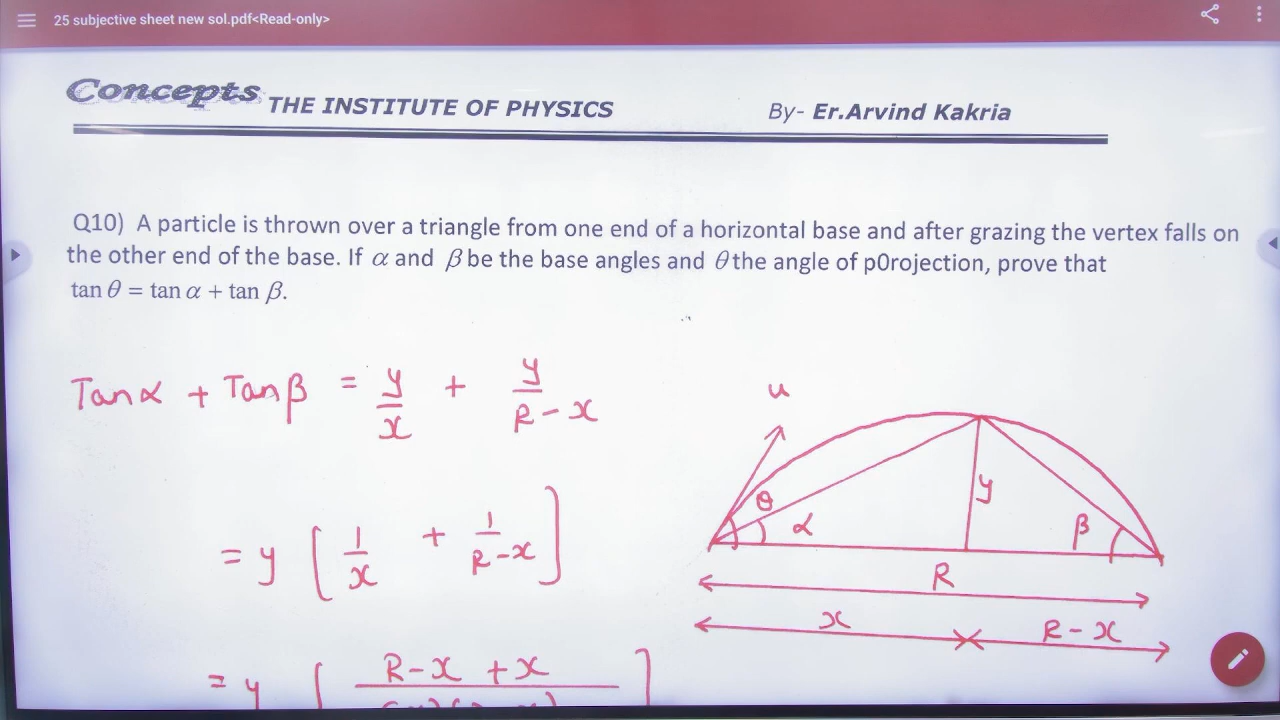 25 subjective sheet new sol.pdf<Read-only>
Concepts THE INSTITUTE OF PHYSICS By- Er.Arvind Kakria
Q10) A particle is thrown over a triangle from one end of a horizontal base and after grazing the vertex falls on
the other end of the base. If α and β be the base angles and θ the angle of p0rojection, prove that
tan θ = tan α + tan β.
Tanα + Tanβ = y/x + y/(R-x)
= y [1/x + 1/(R-x)]
= y [R-x+x
u
θ
α
y
β
R
x
R-x